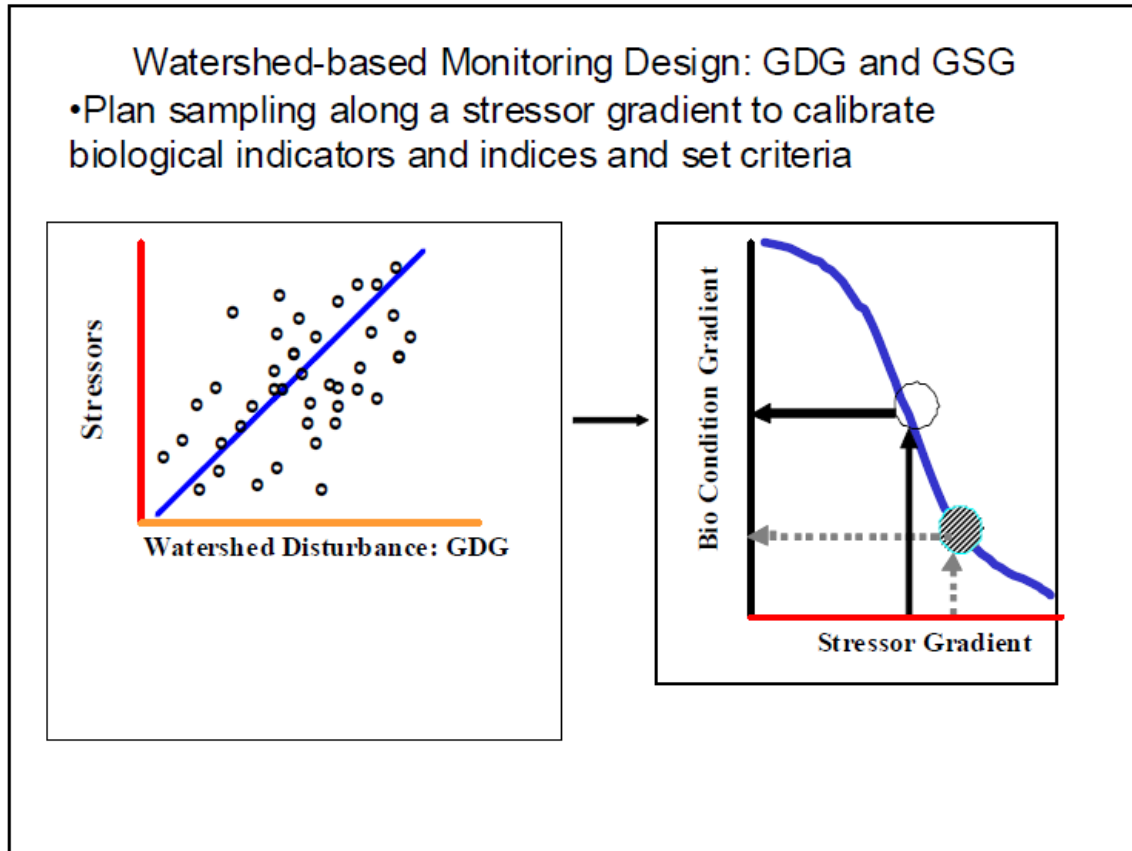 Watershed-based Monitoring Design: GDG and GSG
•Plan sampling along a stressor gradient to calibrate
biological indicators and indices and set criteria
Stressors
Watershed Disturbance: GDG
Bio Condition Gradient
Stressor Gradient